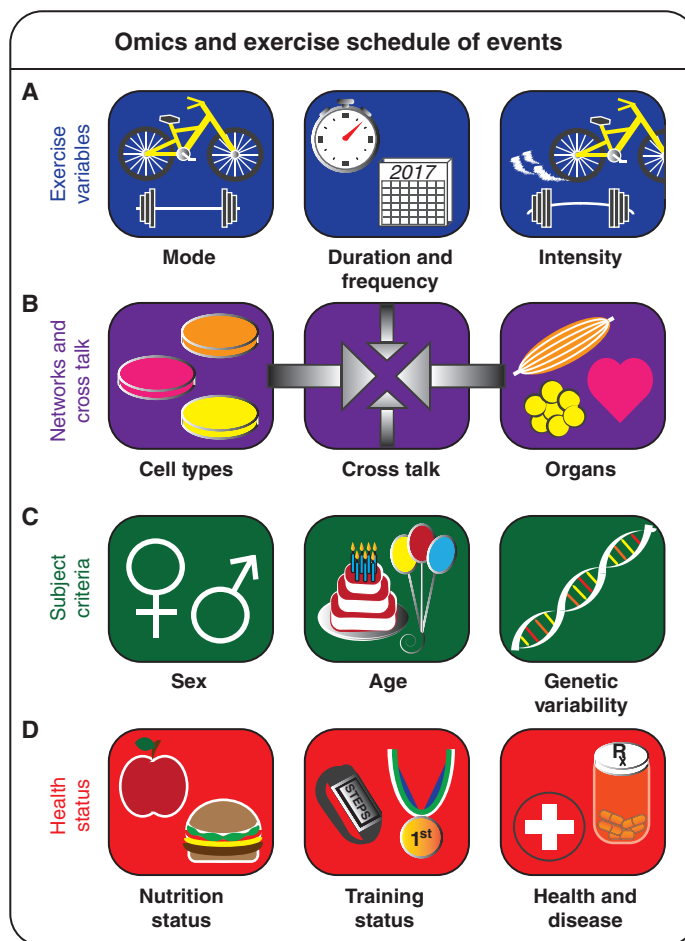 Omics and exercise schedule of events
A
Exercise
variables
2017
Mode
Duration and
frequency
Intensity
B
Networks and
cross talk
Cell types
Cross talk
Organs
C
Subject
criteria
Sex
Age
Genetic
variability
D
Health
status
STEPS
1st
Rx
Nutrition
status
Training
status
Health and
disease